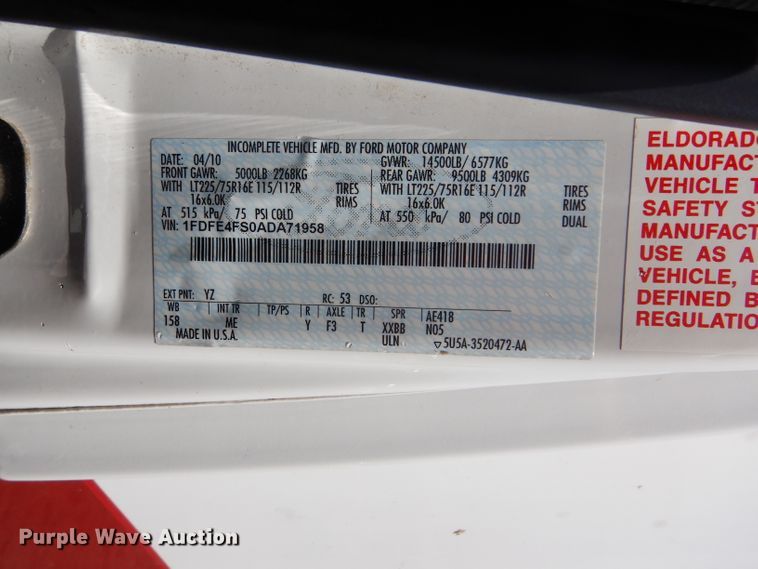 INCOMPLETE VEHICLE MFD. BY FORD MOTOR COMPANY
DATE: 04/10 GVWR: 14500LB/ 6577KG
FRONT GAWR: 5000LB 2268KG REAR GAWR: 9500LB 4309KG
WITH LT225/75R16E 115/112R TIRES WITH LT225/75R16E 115/112R TIRES
16x6.0K RIMS 16x6.0K RIMS
AT 515 kPa/ 75 PSI COLD AT 550 kPa/ 80 PSI COLD DUAL
VIN: 1FDFE4FS0ADA71958
EXT PNT: YZ RC: 53 DSO:
WB INT TR TP/PS R AXLE TR SPR AE418
158 ME Y F3 T XXBB N05
MADE IN U.S.A. ULN ▽5U5A-3520472-AA
ELDORADO
MANUFACT
VEHICLE T
SAFETY ST
MANUFACT
USE AS A
VEHICLE, E
DEFINED B
REGULATIO
Purple Wave Auction